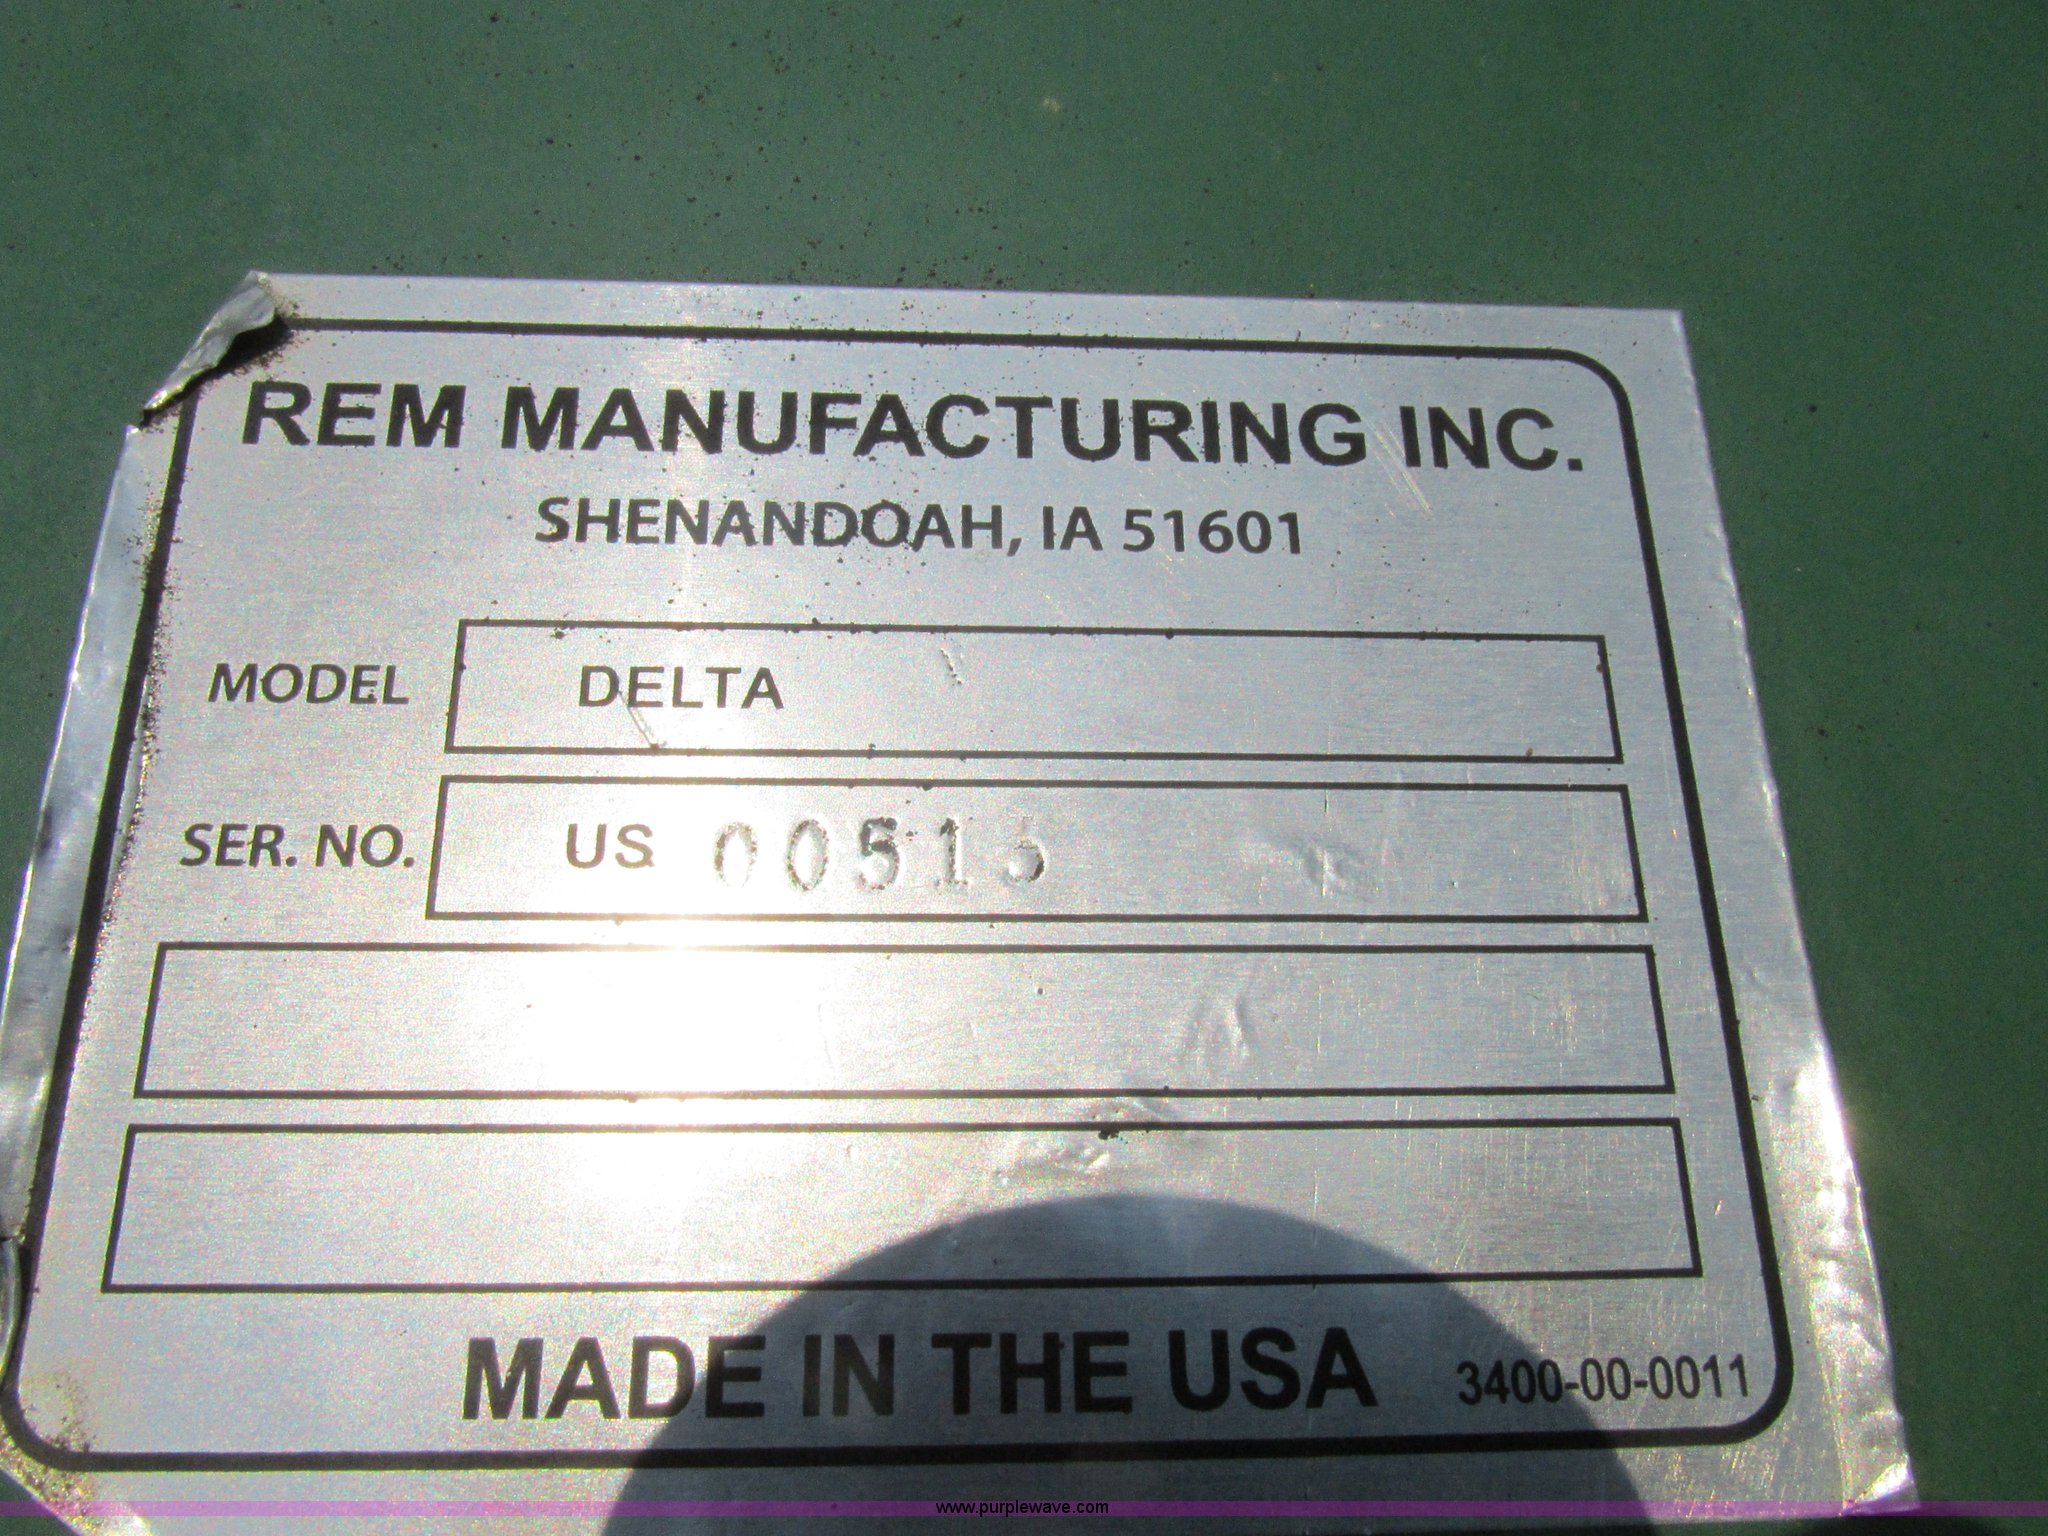 REM MANUFACTURING INC.
SHENANDOAH, IA 51601
MODEL DELTA
SER. NO. US 00515
MADE IN THE USA 3400-00-0011
www.purplewave.com